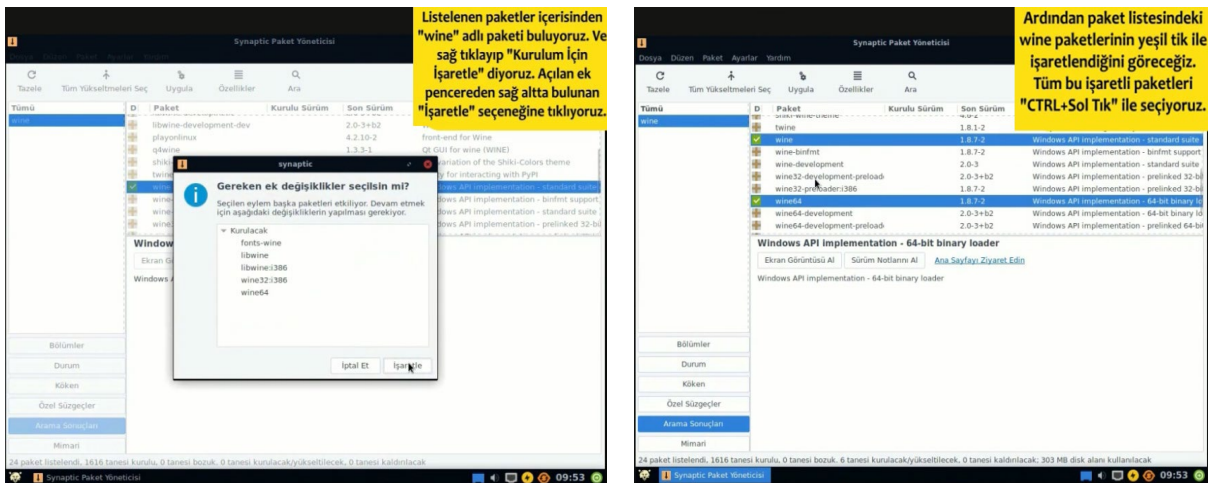 Listelenen paketler içerisinden
"wine" adlı paketi buluyoruz. Ve
sağ tıklayıp "Kurulum İçin
İşaretle" diyoruz. Açılan ek
pencereden sağ altta bulunan
"İşaretle" seçeneğine tıklıyoruz.
Synaptic Paket Yöneticisi
Tazele Tüm Yükseltmeleri Seç Uygula Özellikler Ara
Tümü D Paket Kurulu Sürüm Son Sürüm
wine
libwine-development-dev 2.0-3+b2
playonlinux 4.2.10-2 front-end for Wine
q4wine 1.3.3-1 Qt GUI for wine (WINE)
synaptic
Gereken ek değişiklikler seçilsin mi?
Seçilen eylem başka paketleri etkiliyor. Devam etmek
için aşağıdaki değişikliklerin yapılması gerekiyor.
Kurulacak
fonts-wine
libwine
libwine:i386
wine32:i386
wine64
İptal Et İşaretle
Bölümler
Durum
Köken
Özel Süzgeçler
Arama Sonuçları
Mimari
24 paket listelendi, 1616 tanesi kurulu, 0 tanesi bozuk. 0 tanesi kurulacak/yükseltilecek, 0 tanesi kaldırılacak
Synaptic Paket Yöneticisi 09:53
Ardından paket listesindeki
wine paketlerinin yeşil tik ile
işaretlendiğini göreceğiz.
Tüm bu işaretli paketleri
"CTRL+Sol Tık" ile seçiyoruz.
Synaptic Paket Yöneticisi
Dosya Düzen Paket Ayarlar Yardım
Tazele Tüm Yükseltmeleri Seç Uygula Özellikler Ara
Tümü D Paket Kurulu Sürüm Son Sürüm
wine
twine 1.8.1-2
wine 1.8.7-2 Windows API implementation - standard suite
wine-binfmt 1.8.7-2 Windows API implementation - binfmt support
wine-development 2.0-3 Windows API implementation - standard suite
wine32-development-preload 2.0-3+b2 Windows API implementation - prelinked 32-bi
wine32-preloader:i386 1.8.7-2 Windows API implementation - prelinked 32-bi
wine64 1.8.7-2 Windows API implementation - 64-bit binary lo
wine64-development 2.0-3+b2 Windows API implementation - 64-bit binary lo
wine64-development-preload 2.0-3+b2 Windows API implementation - prelinked 64-bi
Windows API implementation - 64-bit binary loader
Ekran Görüntüsü Al Sürüm Notlarını Al Ana Sayfayı Ziyaret Edin
Windows API implementation - 64-bit binary loader
Bölümler
Durum
Köken
Özel Süzgeçler
Arama Sonuçları
Mimari
24 paket listelendi, 1616 tanesi kurulu, 0 tanesi bozuk. 6 tanesi kurulacak/yükseltilecek, 0 tanesi kaldırılacak; 303 MB disk alanı kullanılacak
Synaptic Paket Yöneticisi 09:53